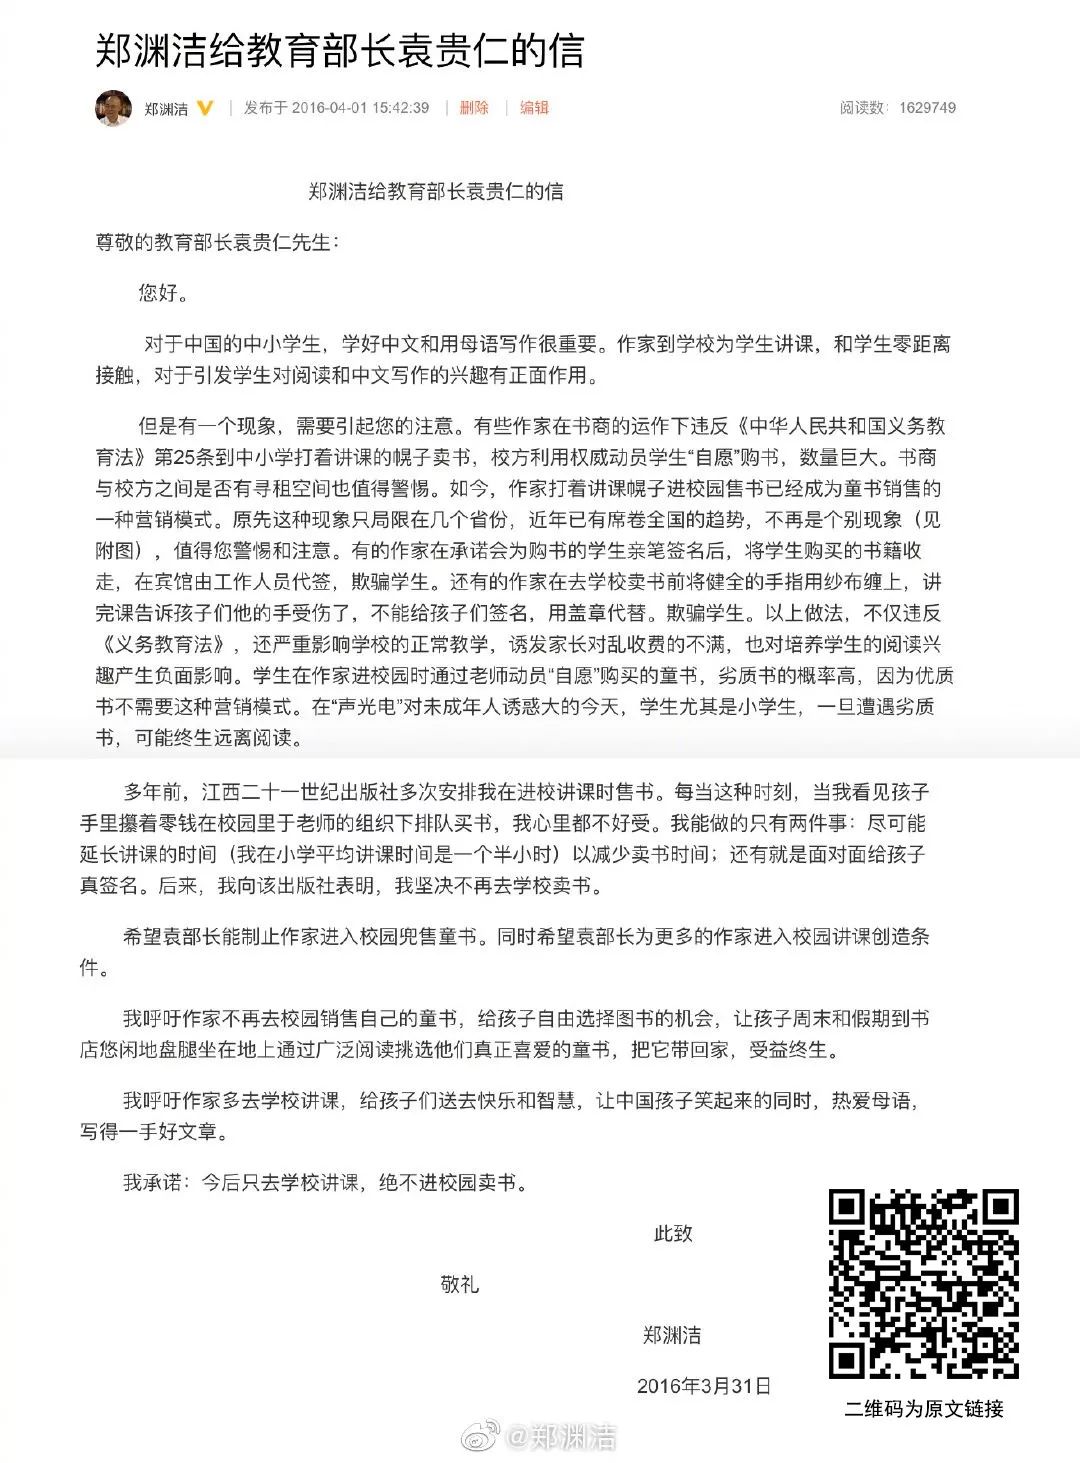 郑渊洁给教育部长袁贵仁的信
郑渊洁 | 发布于 2016-04-01 15:42:39 | 删除 | 编辑 阅读数：1629749
郑渊洁给教育部长袁贵仁的信
尊敬的教育部长袁贵仁先生：
您好。
对于中国的中小学生，学好中文和用母语写作很重要。作家到学校为学生讲课，和学生零距离
接触，对于引发学生对阅读和中文写作的兴趣有正面作用。
但是有一个现象，需要引起您的注意。有些作家在书商的运作下违反《中华人民共和国义务教
育法》第25条到中小学打着讲课的幌子卖书，校方利用权威动员学生“自愿”购书，数量巨大。书商
与校方之间是否有寻租空间也值得警惕。如今，作家打着讲课幌子进校园售书已经成为童书销售的
一种营销模式。原先这种现象只局限在几个省份，近年已有席卷全国的趋势，不再是个别现象（见
附图），值得您警惕和注意。有的作家在承诺会为购书的学生亲笔签名后，将学生购买的书籍收
走，在宾馆由工作人员代签，欺骗学生。还有的作家在去学校卖书前将健全的手指用纱布缠上，讲
完课告诉孩子们他的手受伤了，不能给孩子们签名，用盖章代替。欺骗学生。以上做法，不仅违反
《义务教育法》，还严重影响学校的正常教学，诱发家长对乱收费的不满，也对培养学生的阅读兴
趣产生负面影响。学生在作家进校园时通过老师动员“自愿”购买的童书，劣质书的概率高，因为优质
书不需要这种营销模式。在“声光电”对未成年人诱惑大的今天，学生尤其是小学生，一旦遭遇劣质
书，可能终生远离阅读。
多年前，江西二十一世纪出版社多次安排我在进校讲课时售书。每当这种时刻，当我看见孩子
手里攥着零钱在校园里于老师的组织下排队买书，我心里都不好受。我能做的只有两件事：尽可能
延长讲课的时间（我在小学平均讲课时间是一个半小时）以减少卖书时间；还有就是面对面给孩子
真签名。后来，我向该出版社表明，我坚决不再去学校卖书。
希望袁部长能制止作家进入校园兜售童书。同时希望袁部长为更多的作家进入校园讲课创造条
件。
我呼吁作家不再去校园销售自己的童书，给孩子自由选择图书的机会，让孩子周末和假期到书
店悠闲地盘腿坐在地上通过广泛阅读挑选他们真正喜爱的童书，把它带回家，受益终生。
我呼吁作家多去学校讲课，给孩子们送去快乐和智慧，让中国孩子笑起来的同时，热爱母语，
写得一手好文章。
我承诺：今后只去学校讲课，绝不进校园卖书。
此致
敬礼
郑渊洁
2016年3月31日
二维码为原文链接
@郑渊洁